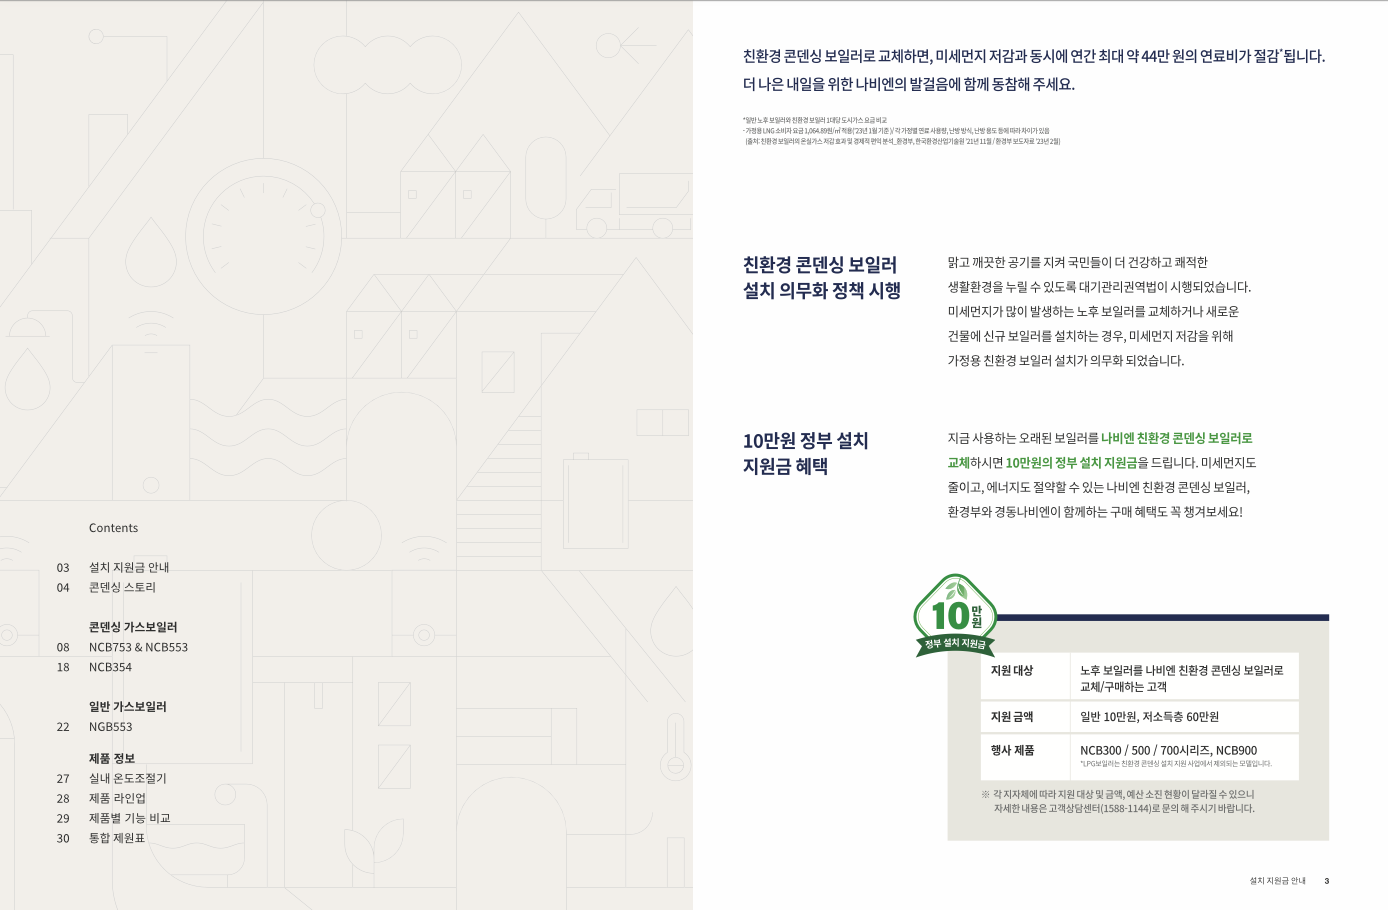 Contents
03 설치 지원금 안내
04 콘덴싱 스토리
콘덴싱 가스보일러
08 NCB753 & NCB553
18 NCB354
일반 가스보일러
22 NGB553
제품 정보
27 실내 온도조절기
28 제품 라인업
29 제품별 기능 비교
30 통합 제원표
친환경 콘덴싱 보일러로 교체하면, 미세먼지 저감과 동시에 연간 최대 약 44만 원의 연료비가 절감*됩니다.
더 나은 내일을 위한 나비엔의 발걸음에 함께 동참해 주세요.
*일반 노후 보일러와 친환경 보일러 1대당 도시가스 요금 비교
- 가정용 LNG 소비자 요금 1,064.89원/㎥ 적용('23년 1월 기준)/ 각 가정별 연료 사용량, 난방 방식, 난방 용도 등에 따라 차이가 있음
(출처: 친환경 보일러의 온실가스 저감 효과 및 경제적 편익 분석_환경부, 한국환경산업기술원 '21년 11월 / 환경부 보도자료 '23년 2월)
친환경 콘덴싱 보일러
설치 의무화 정책 시행
맑고 깨끗한 공기를 지켜 국민들이 더 건강하고 쾌적한
생활환경을 누릴 수 있도록 대기관리권역법이 시행되었습니다.
미세먼지가 많이 발생하는 노후 보일러를 교체하거나 새로운
건물에 신규 보일러를 설치하는 경우, 미세먼지 저감을 위해
가정용 친환경 보일러 설치가 의무화 되었습니다.
10만원 정부 설치
지원금 혜택
지금 사용하는 오래된 보일러를 나비엔 친환경 콘덴싱 보일러로
교체하시면 10만원의 정부 설치 지원금을 드립니다. 미세먼지도
줄이고, 에너지도 절약할 수 있는 나비엔 친환경 콘덴싱 보일러,
환경부와 경동나비엔이 함께하는 구매 혜택도 꼭 챙겨보세요!
10만원
정부 설치 지원금
지원 대상 노후 보일러를 나비엔 친환경 콘덴싱 보일러로
교체/구매하는 고객
지원 금액 일반 10만원, 저소득층 60만원
행사 제품 NCB300 / 500 / 700시리즈, NCB900
*LPG보일러는 친환경 콘덴싱 설치 지원 사업에서 제외되는 모델입니다.
※ 각 지자체에 따라 지원 대상 및 금액, 예산 소진 현황이 달라질 수 있으니
자세한 내용은 고객상담센터(1588-1144)로 문의 해 주시기 바랍니다.
설치 지원금 안내 3